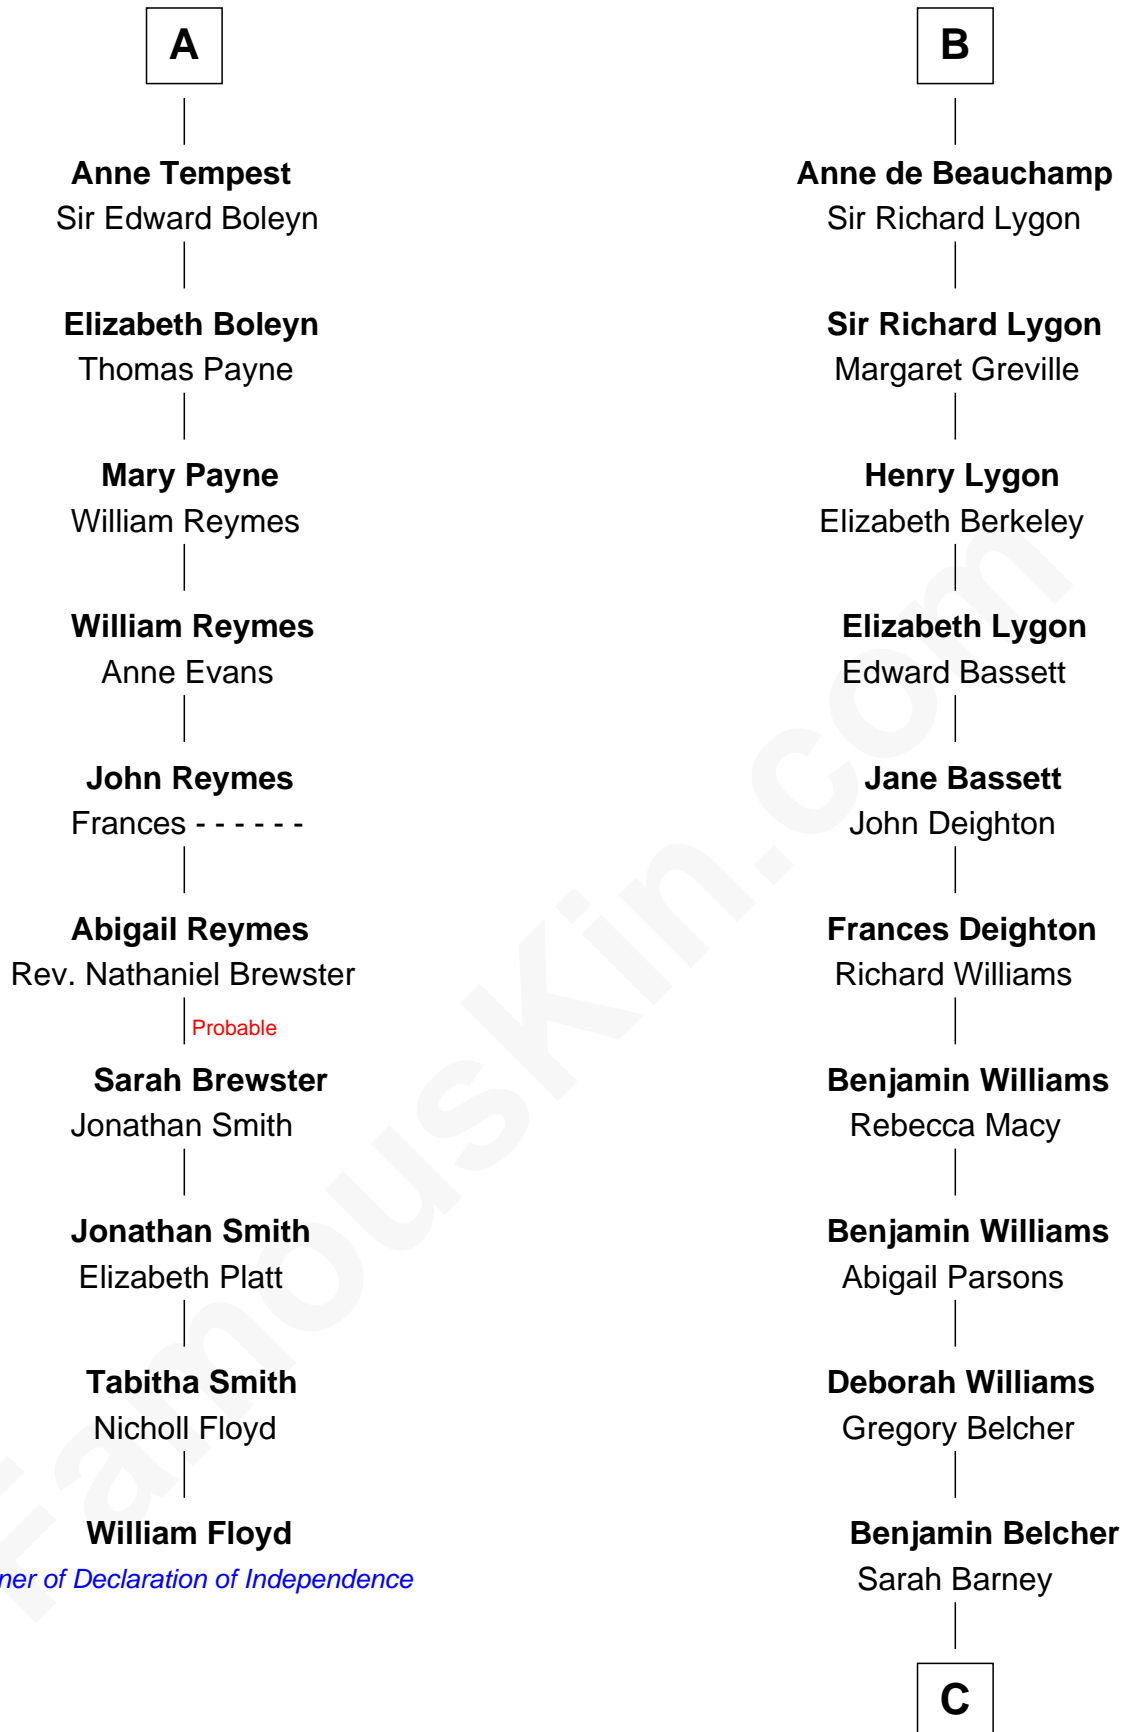 A
Anne Tempest
Sir Edward Boleyn
Elizabeth Boleyn
Thomas Payne
Mary Payne
William Reymes
William Reymes
Anne Evans
John Reymes
Frances - - - - - -
Abigail Reymes
Rev. Nathaniel Brewster
Probable
Sarah Brewster
Jonathan Smith
Jonathan Smith
Elizabeth Platt
Tabitha Smith
Nicholl Floyd
William Floyd
ner of Declaration of Independence
B
Anne de Beauchamp
Sir Richard Lygon
Sir Richard Lygon
Margaret Greville
Henry Lygon
Elizabeth Berkeley
Elizabeth Lygon
Edward Bassett
Jane Bassett
John Deighton
Frances Deighton
Richard Williams
Benjamin Williams
Rebecca Macy
Benjamin Williams
Abigail Parsons
Deborah Williams
Gregory Belcher
Benjamin Belcher
Sarah Barney
C
FamousKin.com